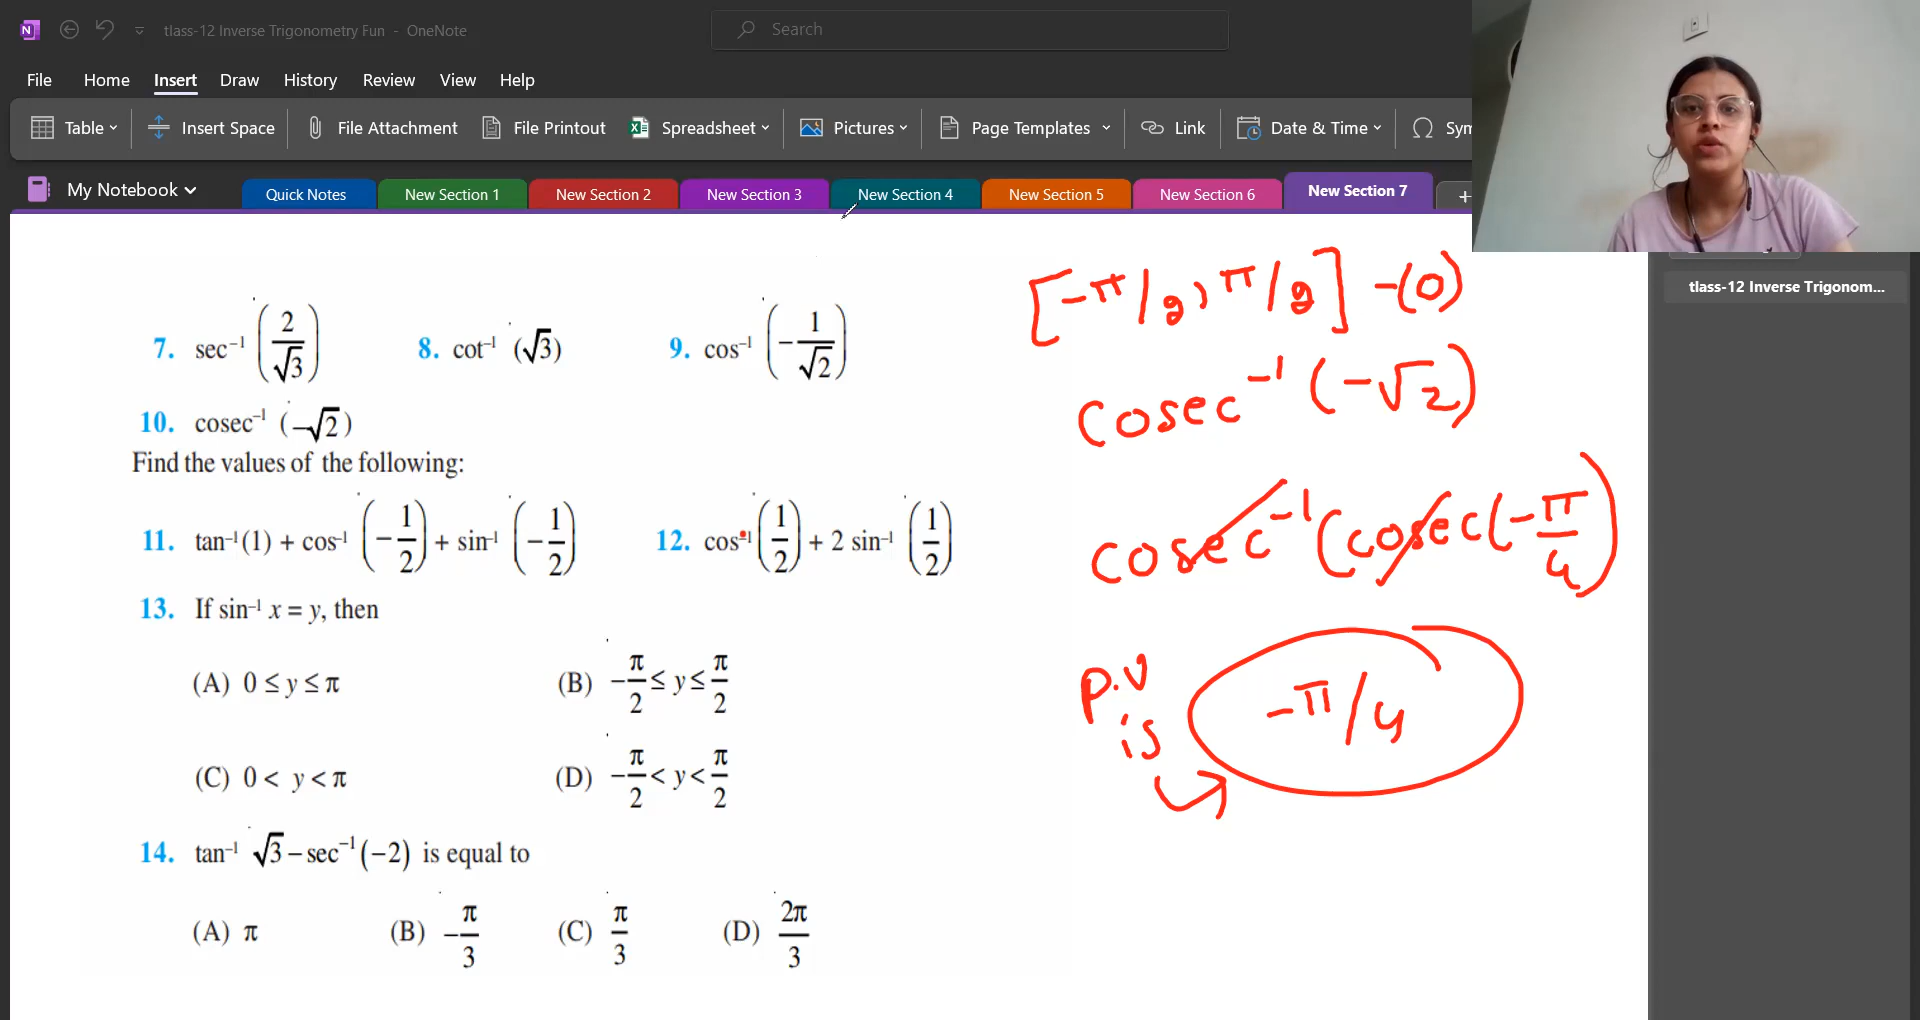 tlass-12 Inverse Trigonometry Fun - OneNote
Search
File Home Insert Draw History Review View Help
Table Insert Space File Attachment File Printout Spreadsheet Pictures Page Templates Link Date & Time Sym
My Notebook Quick Notes New Section 1 New Section 2 New Section 3 New Section 4 New Section 5 New Section 6 New Section 7 +
tlass-12 Inverse Trigonom...
7. sec⁻¹ (2/√3) 8. cot⁻¹ (√3) 9. cos⁻¹ (−1/√2)
10. cosec⁻¹ (−√2)
Find the values of the following:
11. tan⁻¹(1) + cos⁻¹ (−1/2) + sin⁻¹ (−1/2) 12. cos⁻¹ (1/2) + 2 sin⁻¹ (1/2)
13. If sin⁻¹ x = y, then
(A) 0 ≤ y ≤ π (B) −π/2 ≤ y ≤ π/2
(C) 0 < y < π (D) −π/2 < y < π/2
14. tan⁻¹ √3 − sec⁻¹ (−2) is equal to
(A) π (B) −π/3 (C) π/3 (D) 2π/3
[-π/2, π/2] -(0)
cosec⁻¹ (-√2)
cosec⁻¹ (cosec(-π/4)
p.v
is
-π/4